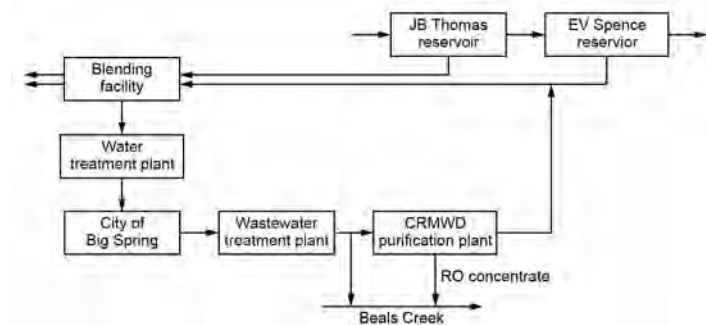 JB Thomas
reservoir
EV Spence
reservior
Blending
facility
Water
treatment plant
City of
Big Spring
Wastewater
treatment plant
CRMWD
purification plant
RO concentrate
Beals Creek